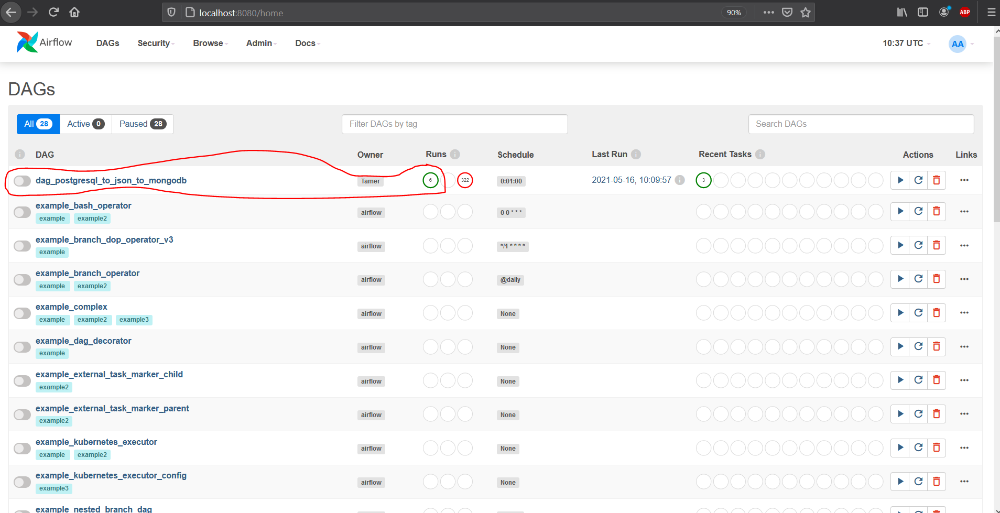 localhost:8080/home 90% ABP
Airflow DAGs Security Browse Admin Docs 10:37 UTC AA
DAGs
All 28 Active 0 Paused 28 Filter DAGs by tag Search DAGs
i DAG Owner Runs i Schedule Last Run i Recent Tasks i Actions Links
dag_postgresql_to_json_to_mongodb Tamer 6 322 0:01:00 2021-05-16, 10:09:57 i 3
example_bash_operator
example example2 airflow 0 0 * * *
example_branch_dop_operator_v3
example airflow */1 * * * *
example_branch_operator
example example2 airflow @daily
example_complex
example example2 example3 airflow None
example_dag_decorator
example airflow None
example_external_task_marker_child
example2 airflow None
example_external_task_marker_parent
example2 airflow None
example_kubernetes_executor
example example2 airflow None
example_kubernetes_executor_config
example3 airflow None
example_nested_branch_dag